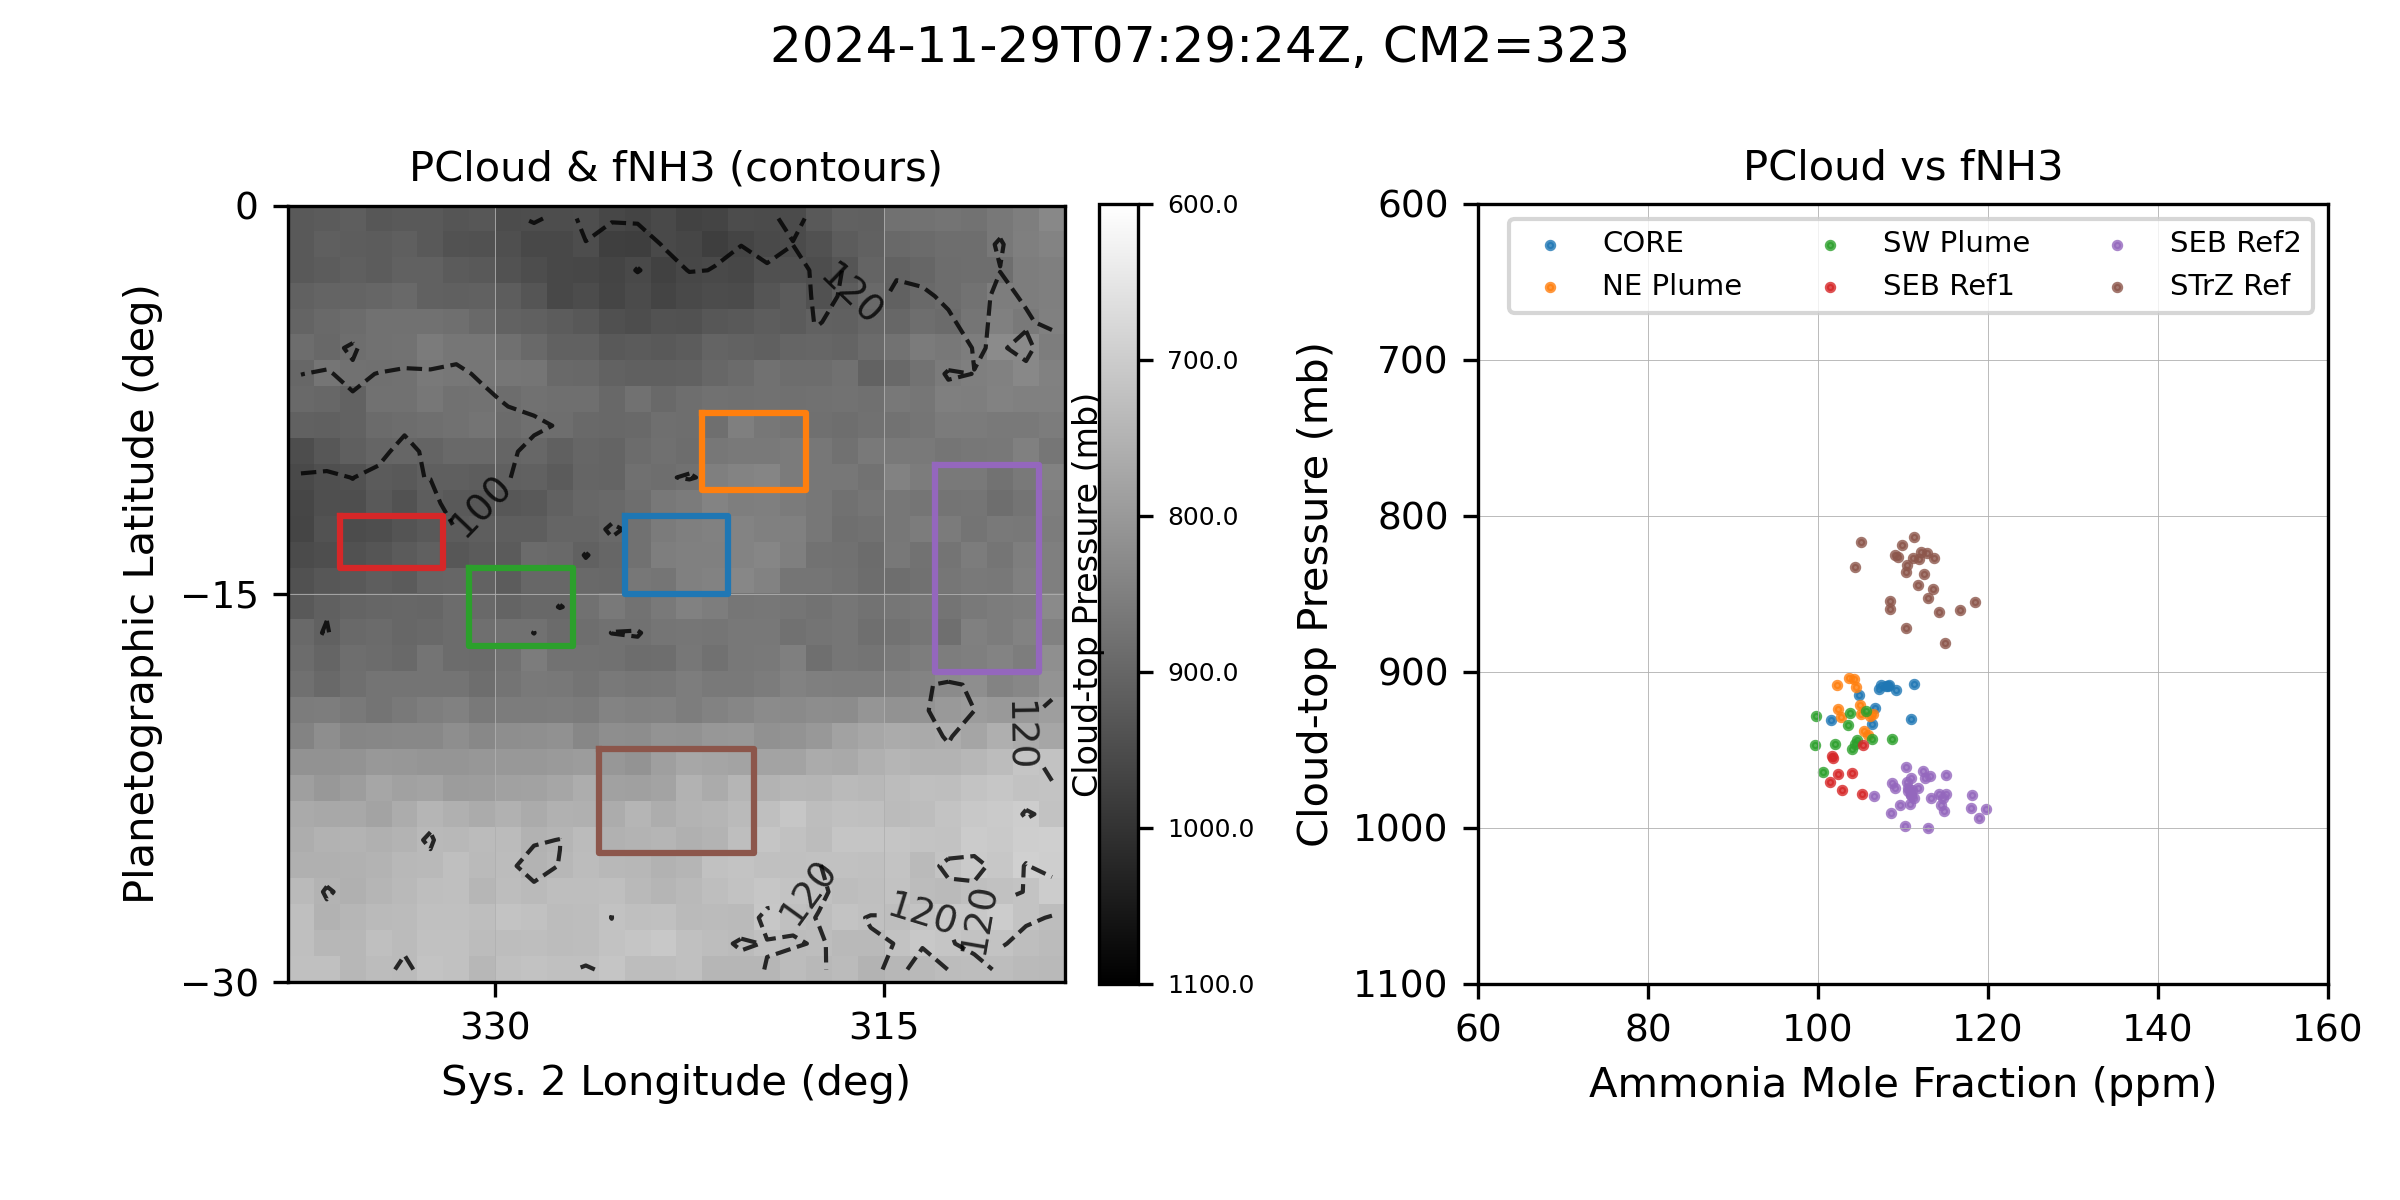 2024-11-29T07:29:24Z, CM2=323
PCloud & fNH3 (contours)
0
−15
−30
330
315
Planetographic Latitude (deg)
Sys. 2 Longitude (deg)
120
100
120
120
120
120
Cloud-top Pressure (mb)
600.0
700.0
800.0
900.0
1000.0
1100.0
PCloud vs fNH3
CORE
NE Plume
SW Plume
SEB Ref1
SEB Ref2
STrZ Ref
Cloud-top Pressure (mb)
600
700
800
900
1000
1100
60
80
100
120
140
160
Ammonia Mole Fraction (ppm)